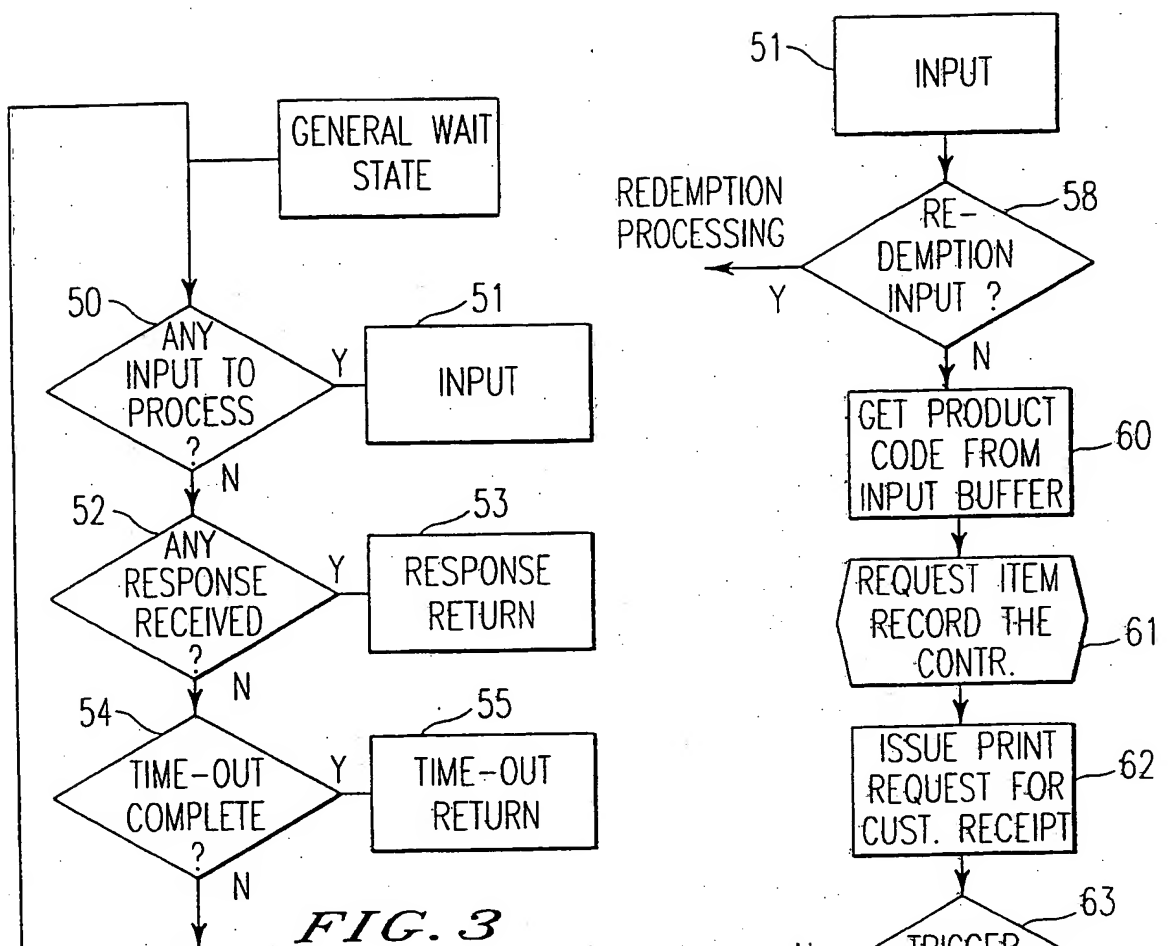 GENERAL WAIT
STATE
50
ANY
INPUT TO
PROCESS
?
Y
51
INPUT
N
52
ANY
RESPONSE
RECEIVED
?
Y
53
RESPONSE
RETURN
N
54
TIME-OUT
COMPLETE
?
Y
55
TIME-OUT
RETURN
N
FIG. 3
51
INPUT
58
RE-
DEMPTION
INPUT ?
REDEMPTION
PROCESSING
Y
N
GET PRODUCT
CODE FROM
INPUT BUFFER
60
REQUEST ITEM
RECORD THE
CONTR.
61
ISSUE PRINT
REQUEST FOR
CUST. RECEIPT
62
63
TRIGGER